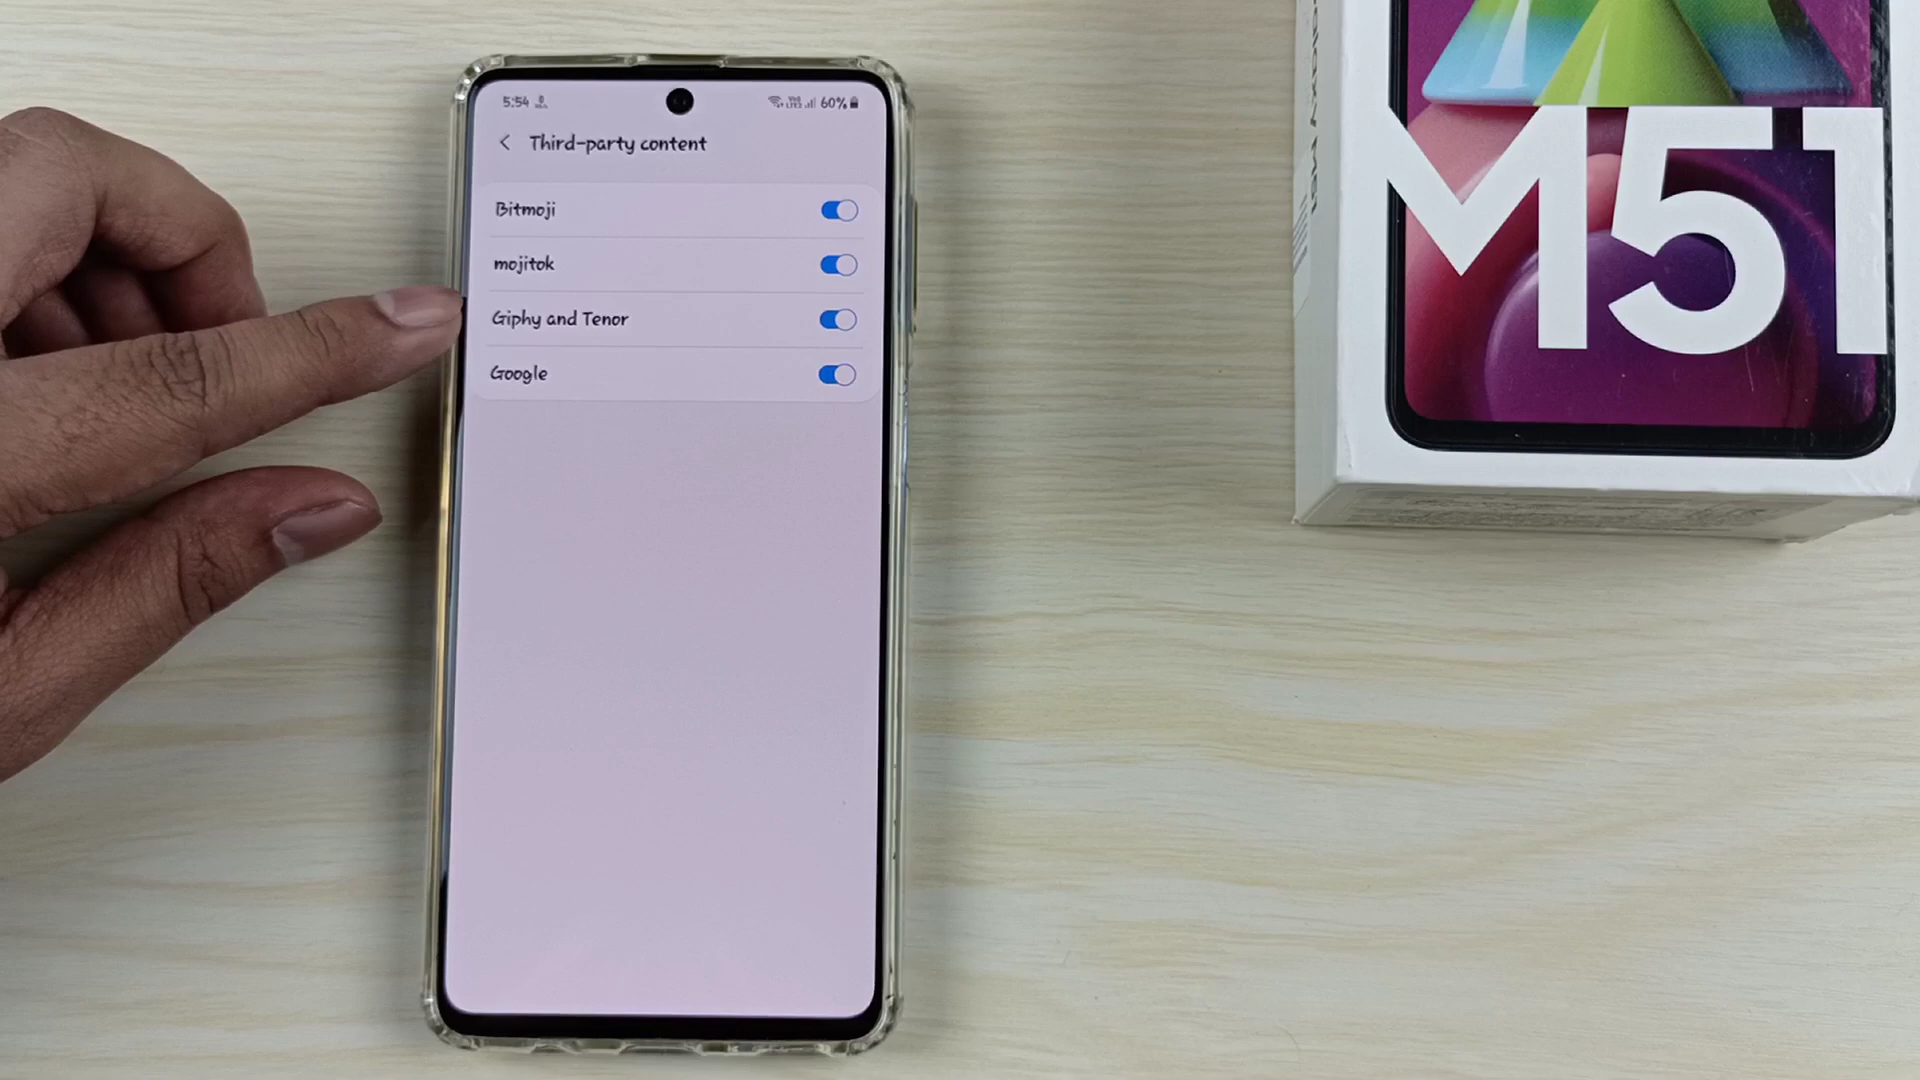 5:54
60%
Third-party content
Bitmoji
mojitok
Giphy and Tenor
Google
M51